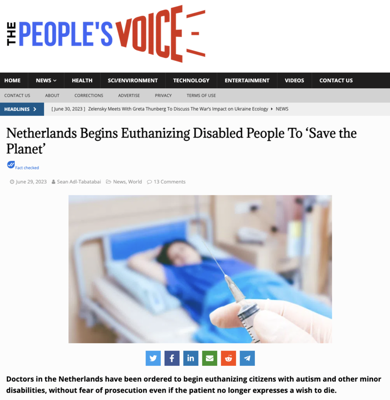 THE PEOPLE'S VOICE
HOME NEWS HEALTH SCI/ENVIRONMENT TECHNOLOGY ENTERTAINMENT VIDEOS CONTACT US
CONTACT US ABOUT CORRECTIONS ADVERTISE PRIVACY TERMS OF USE
HEADLINES [ June 30, 2023 ] Zelensky Meets With Greta Thunberg To Discuss The War's Impact on Ukraine Ecology NEWS
Netherlands Begins Euthanizing Disabled People To ‘Save the
Planet’
Fact checked
June 29, 2023 Sean Adl-Tabatabai News, World 13 Comments
Doctors in the Netherlands have been ordered to begin euthanizing citizens with autism and other minor
disabilities, without fear of prosecution even if the patient no longer expresses a wish to die.